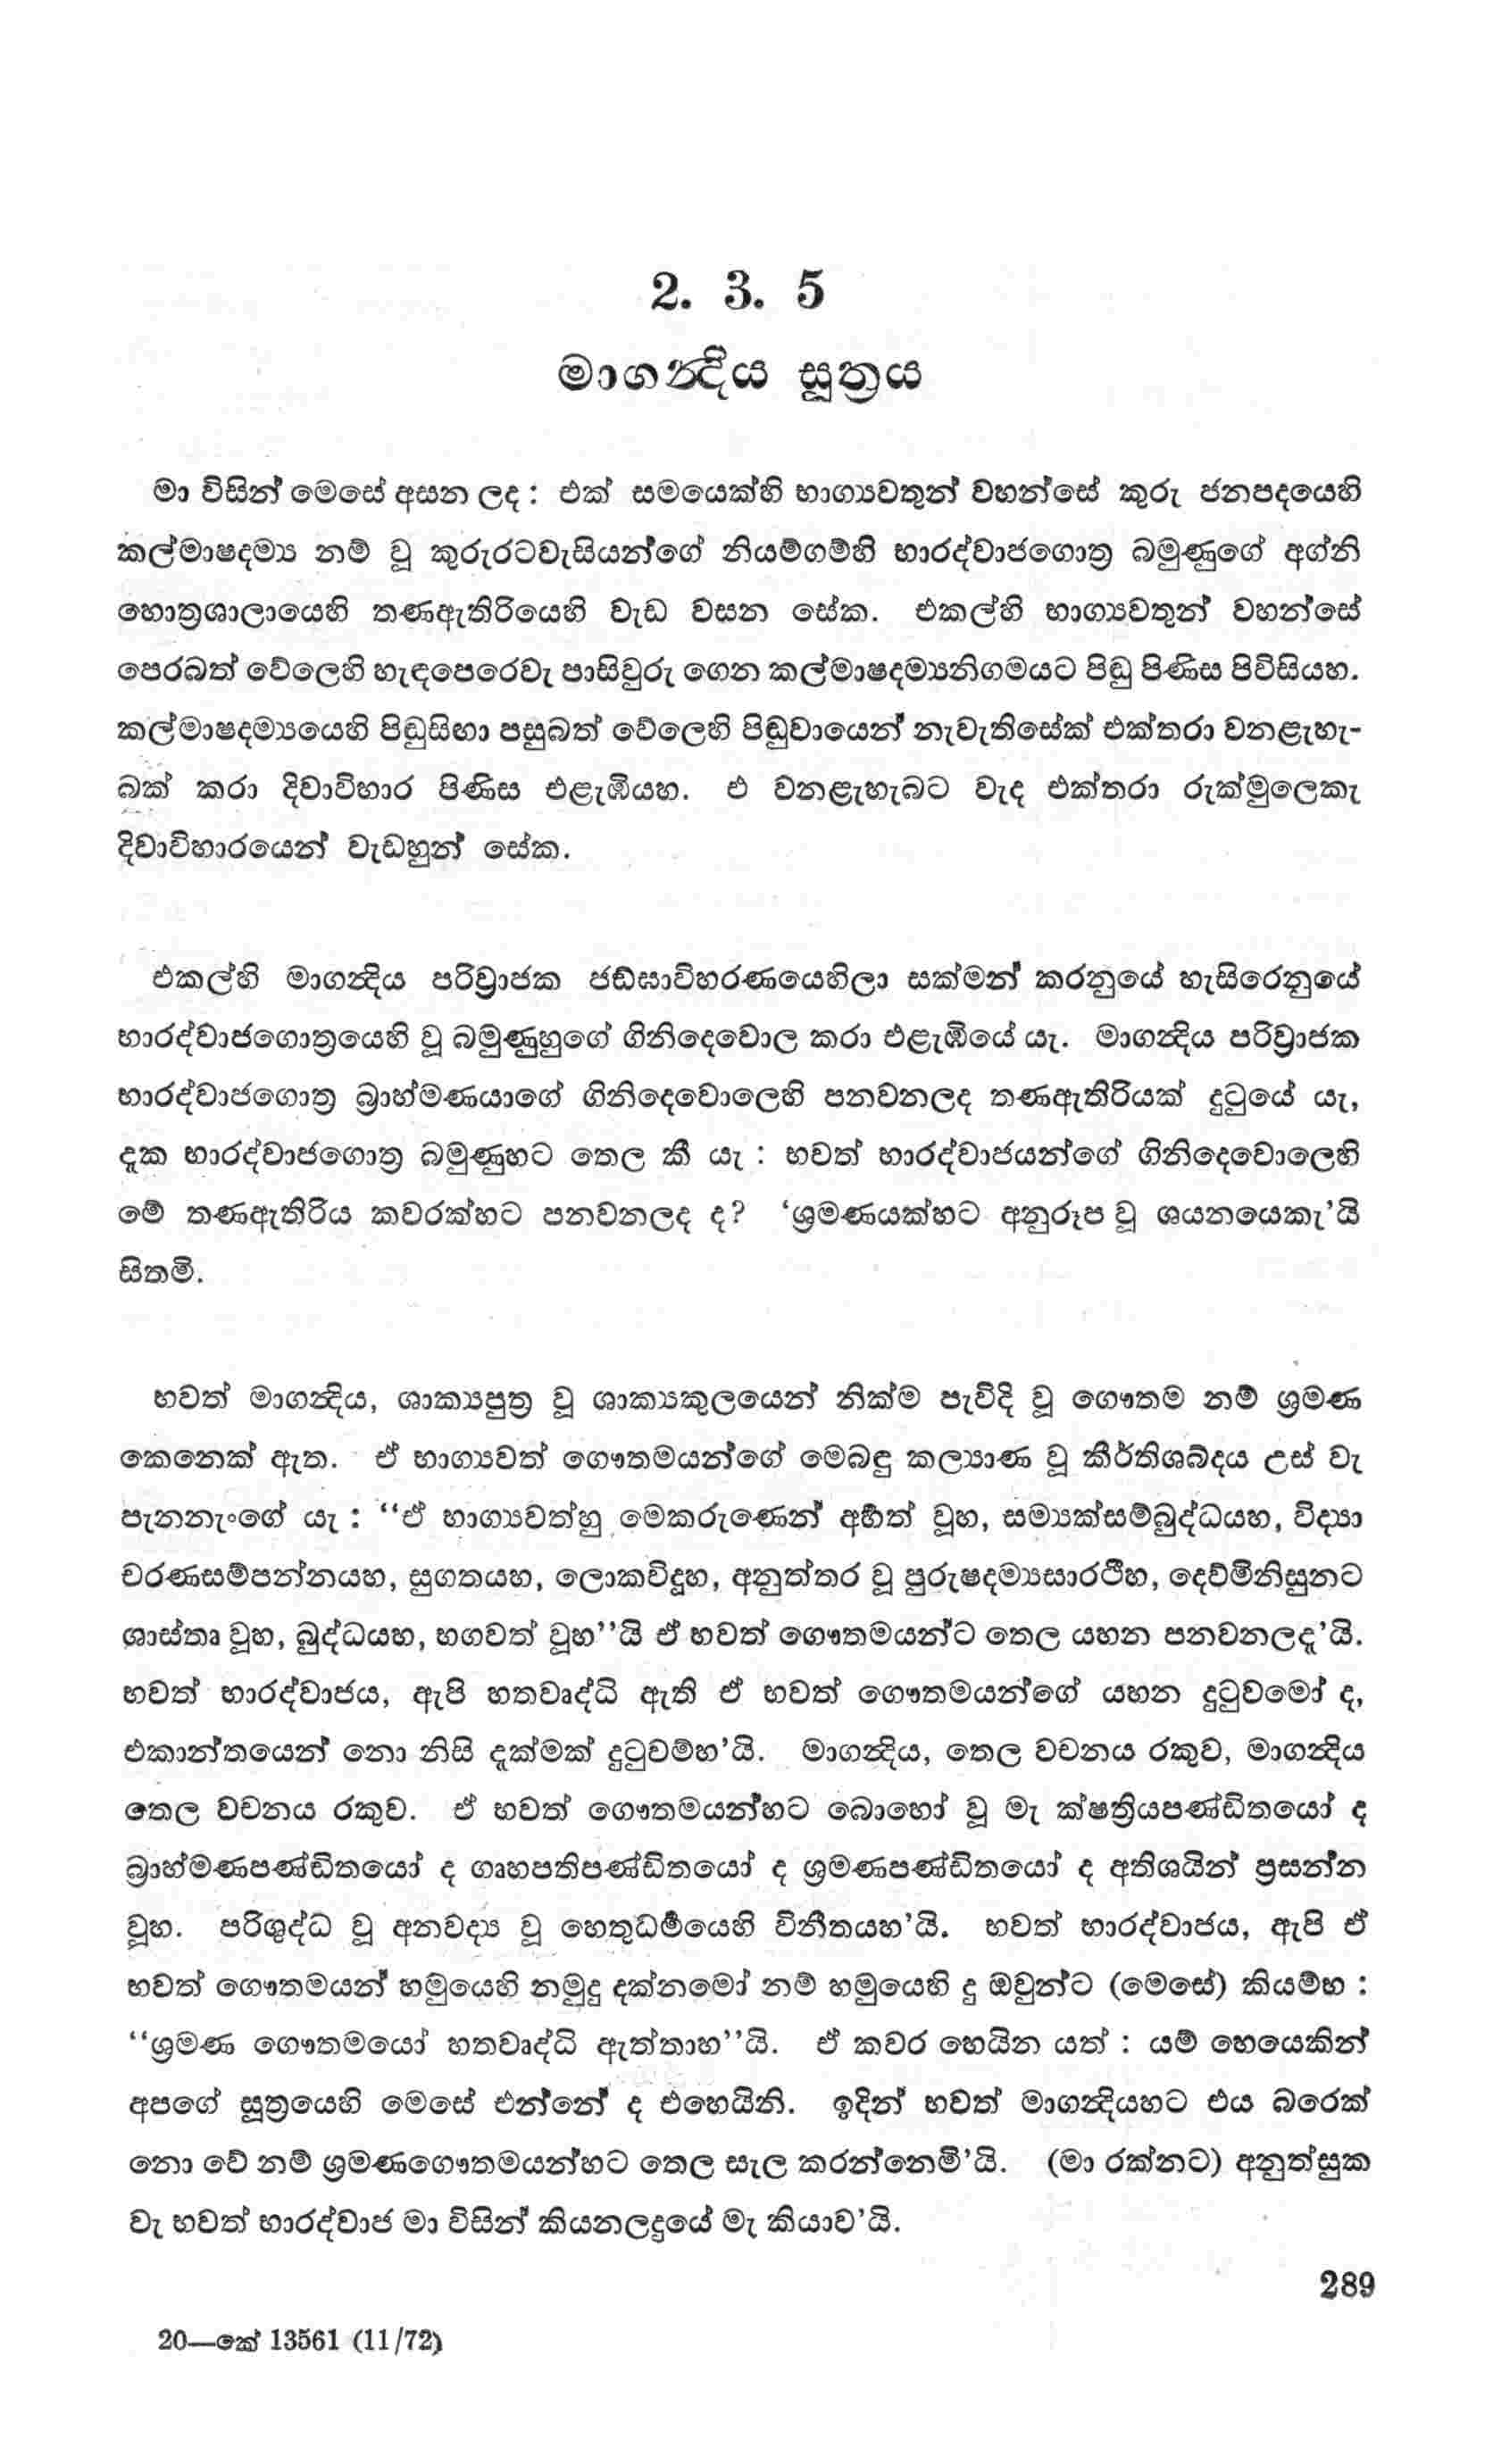 2. 3. 5
මාගන්‍දිය සූත්‍රය
මා විසින් මෙසේ අසන ලද : එක් සමයෙක්හි භාග්‍යවතුන් වහන්සේ කුරු ජනපදයෙහි
කල්මාෂදම්‍ය නම් වූ කුරුරටවැසියන්ගේ නියම්ගම්හි භාරද්වාජගොත්‍ර බමුණුගේ අග්නි
හොත්‍රශාලායෙහි තණඇතිරියෙහි වැඩ වසන සේක. එකල්හි භාග්‍යවතුන් වහන්සේ
පෙරබත් වේලෙහි හැඳපෙරෙවැ පාසිවුරු ගෙන කල්මාෂදම්‍යනිගමයට පිඬු පිණිස පිවිසියහ.
කල්මාෂදම්‍යයෙහි පිඬුසිඟා පසුබත් වේලෙහි පිඬුවායෙන් නැවැතිසේක් එක්තරා වනළැහැ-
බක් කරා දිවාවිහාර පිණිස එළැඹියහ. එ වනළැහැබට වැද එක්තරා රුක්මුලෙකැ
දිවාවිහාරයෙන් වැඩහුන් සේක.
එකල්හි මාගන්‍දිය පරිව්‍රාජක ජඞ්ඝාවිහරණයෙහිලා සක්මන් කරනුයේ හැසිරෙනුයේ
භාරද්වාජගොත්‍රයෙහි වූ බමුණුහුගේ ගිනිදෙවොල කරා එළැඹියේ යැ. මාගන්‍දිය පරිව්‍රාජක
භාරද්වාජගොත්‍ර බ්‍රාහ්මණයාගේ ගිනිදෙවොලෙහි පනවනලද තණඇතිරියක් දුටුයේ යැ,
දැක භාරද්වාජගොත්‍ර බමුණුහට තෙල කී යැ : භවත් භාරද්වාජයන්ගේ ගිනිදෙවොලෙහි
මේ තණඇතිරිය කවරක්හට පනවනලද ද? ‘ශ්‍රමණයක්හට අනුරූප වූ ශයනයෙකැ’යි
සිතමි.
භවත් මාගන්‍දිය, ශාක්‍යපුත්‍ර වූ ශාක්‍යකුලයෙන් නික්ම පැවිදි වූ ගෞතම නම් ශ්‍රමණ
කෙනෙක් ඇත. ඒ භාග්‍යවත් ගෞතමයන්ගේ මෙබඳු කල්‍යාණ වූ කීර්තිශබ්දය උස් වැ
පැනනැංගේ යැ : “ඒ භාග්‍යවත්හු මෙකරුණෙන් අර්‍හත් වූහ, සම්‍යක්සම්බුද්ධයහ, විද්‍යා
චරණසම්පන්නයහ, සුගතයහ, ලොකවිදූහ, අනුත්තර වූ පුරුෂදම්‍යසාරථීහ, දෙව්මිනිසුනට
ශාස්තෘ වූහ, බුද්ධයහ, භගවත් වූහ”යි ඒ භවත් ගෞතමයන්ට තෙල යහන පනවනලදැ’යි.
භවත් භාරද්වාජය, ඇපි හතවෘද්ධි ඇති ඒ භවත් ගෞතමයන්ගේ යහන දුටුවමෝ ද,
එකාන්තයෙන් නො නිසි දැක්මක් දුටුවම්හ’යි. මාගන්‍දිය, තෙල වචනය රකුව, මාගන්‍දිය
තෙල වචනය රකුව. ඒ භවත් ගෞතමයන්හට බොහෝ වූ මැ ක්ෂත්‍රියපණ්ඩිතයෝ ද
බ්‍රාහ්මණපණ්ඩිතයෝ ද ගෘහපතිපණ්ඩිතයෝ ද ශ්‍රමණපණ්ඩිතයෝ ද අතිශයින් ප්‍රසන්න
වූහ. පරිශුද්ධ වූ අනවද්‍ය වූ හෙතුධර්‍මයෙහි විනීතයහ’යි. භවත් භාරද්වාජය, ඇපි ඒ
භවත් ගෞතමයන් හමුයෙහි නමුදු දක්නමෝ නම් හමුයෙහි දු ඔවුන්ට (මෙසේ) කියම්භ :
“ශ්‍රමණ ගෞතමයෝ හතවෘද්ධි ඇත්තාහ”යි. ඒ කවර හෙයින යත් : යම් හෙයෙකින්
අපගේ සූත්‍රයෙහි මෙසේ එන්නේ ද එහෙයිනි. ඉදින් භවත් මාගන්‍දියහට එය බරෙක්
නො වේ නම් ශ්‍රමණගෞතමයන්හට තෙල සැල කරන්නෙමි’යි. (මා රක්නට) අනුත්සුක
වැ භවත් භාරද්වාජ මා විසින් කියනලදුයේ මැ කියාව’යි.
289
20—කේ 13561 (11/72)